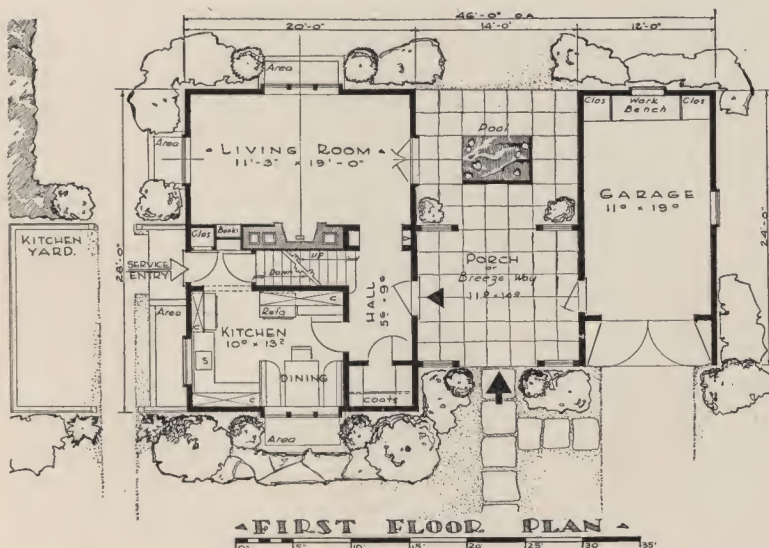 46'-0" O.A
20'-0" 14'-0" 12'-0"
Area
Clos Work Bench Clos
Area
LIVING ROOM
11'-3" x 19'-0"
Pool
GARAGE
11⁰ x 19⁰
28'-0"
24'-0"
KITCHEN
YARD.
Clos Books
UP
Down
SERVICE
ENTRY
PORCH
or
Breeze Way
HALL
5⁶ - 9⁰
Area
C
Refg
C
KITCHEN
10⁰ x 13²
S
DINING
C
Coats
Area
FIRST FLOOR PLAN
0' 5' 10' 15' 20' 25' 30' 35'